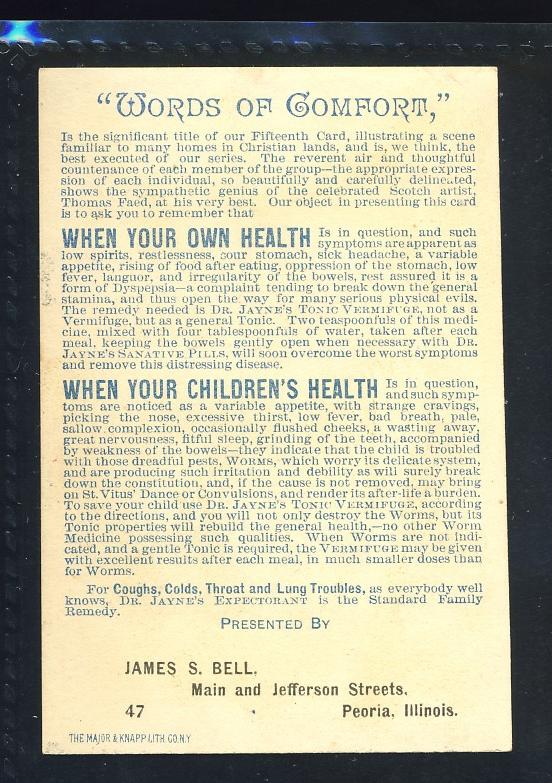 “WORDS OF COMFORT,”
Is the significant title of our Fifteenth Card, illustrating a scene
familiar to many homes in Christian lands, and is, we think, the
best executed of our series. The reverent air and thoughtful
countenance of each member of the group—the appropriate expres-
sion of each individual, so beautifully and carefully delineated,
shows the sympathetic genius of the celebrated Scotch artist,
Thomas Faed, at his very best. Our object in presenting this card
is to ask you to remember that
WHEN YOUR OWN HEALTH Is in question, and such
symptoms are apparent as
low spirits, restlessness, sour stomach, sick headache, a variable
appetite, rising of food after eating, oppression of the stomach, low
fever, languor, and irregularity of the bowels, rest assured it is a
form of Dyspepsia—a complaint tending to break down the general
stamina, and thus open the way for many serious physical evils.
The remedy needed is DR. JAYNE'S TONIC VERMIFUGE, not as a
Vermifuge, but as a general Tonic. Two teaspoonfuls of this medi-
cine, mixed with four tablespoonfuls of water, taken after each
meal, keeping the bowels gently open when necessary with DR.
JAYNE'S SANATIVE PILLS, will soon overcome the worst symptoms
and remove this distressing disease.
WHEN YOUR CHILDREN'S HEALTH Is in question,
and such symp-
toms are noticed as a variable appetite, with strange cravings,
picking the nose, excessive thirst, low fever, bad breath, pale,
sallow complexion, occasionally flushed cheeks, a wasting away,
great nervousness, fitful sleep, grinding of the teeth, accompanied
by weakness of the bowels—they indicate that the child is troubled
with those dreadful pests, WORMS, which worry its delicate system,
and are producing such irritation and debility as will surely break
down the constitution, and, if the cause is not removed, may bring
on St. Vitus' Dance or Convulsions, and render its after-life a burden.
To save your child use DR. JAYNE'S TONIC VERMIFUGE, according
to the directions, and you will not only destroy the Worms, but its
Tonic properties will rebuild the general health,—no other Worm
Medicine possessing such qualities. When Worms are not indi-
cated, and a gentle Tonic is required, the VERMIFUGE may be given
with excellent results after each meal, in much smaller doses than
for Worms.
For Coughs, Colds, Throat and Lung Troubles, as everybody well
knows, DR. JAYNE'S EXPECTORANT is the Standard Family
Remedy.
PRESENTED BY
JAMES S. BELL,
Main and Jefferson Streets,
47 Peoria, Illinois.
THE MAJOR & KNAPP LITH. CO. N.Y